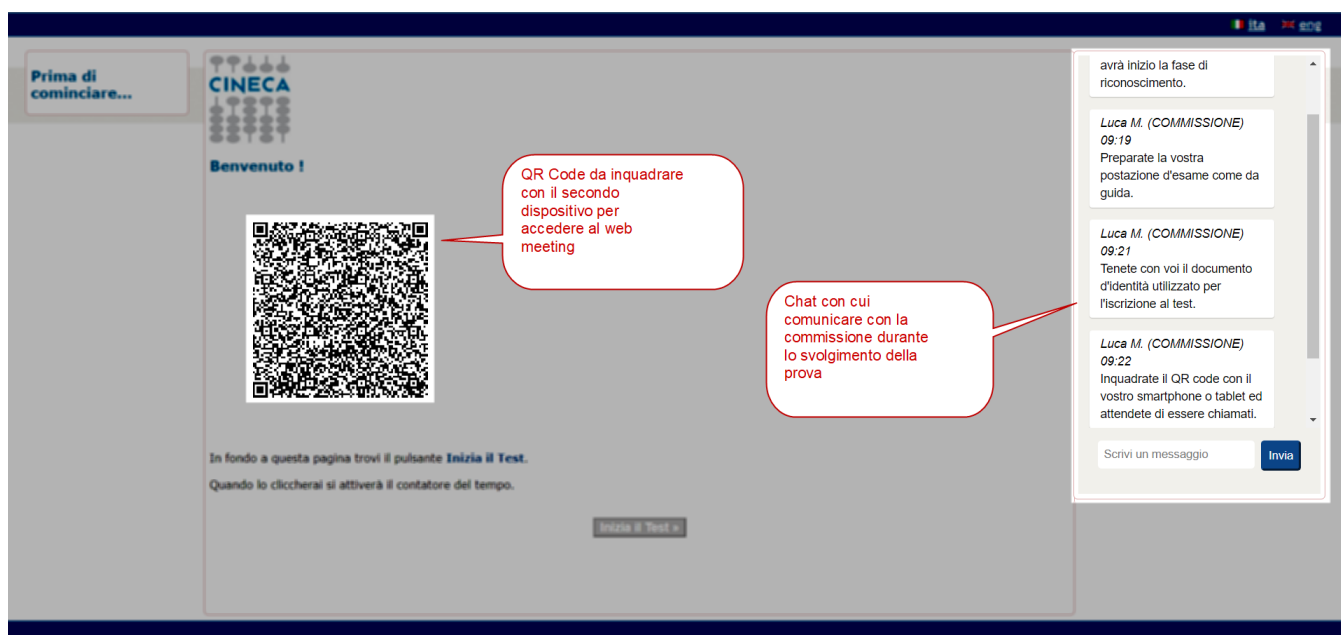 ita eng
Prima di
cominciare...
CINECA
Benvenuto !
QR Code da inquadrare
con il secondo
dispositivo per
accedere al web
meeting
In fondo a questa pagina trovi il pulsante Inizia il Test.
Quando lo cliccherai si attiverà il contatore del tempo.
Inizia il Test »
Chat con cui
comunicare con la
commissione durante
lo svolgimento della
prova
avrà inizio la fase di
riconoscimento.
Luca M. (COMMISSIONE)
09:19
Preparate la vostra
postazione d'esame come da
guida.
Luca M. (COMMISSIONE)
09:21
Tenete con voi il documento
d'identità utilizzato per
l'iscrizione al test.
Luca M. (COMMISSIONE)
09:22
Inquadrate il QR code con il
vostro smartphone o tablet ed
attendete di essere chiamati.
Scrivi un messaggio
Invia